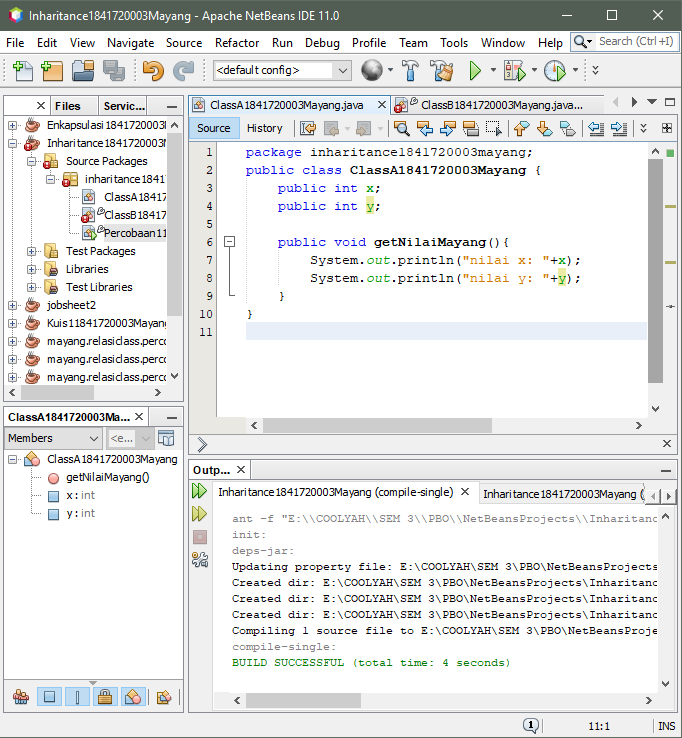 Inharitance1841720003Mayang - Apache NetBeans IDE 11.0
File Edit View Navigate Source Refactor Run Debug Profile Team Tools Window Help Search (Ctrl+I)
<default config>
Files Servic...
Enkapsulasi18417200031
Inharitance1841720003M
Source Packages
inharitance1841
ClassA18417
ClassB18417
Percobaan11
Test Packages
Libraries
Test Libraries
jobsheet2
Kuis11841720003Mayang
mayang.relasiclass.perco
mayang.relasiclass.perco
mayang.relasiclass.perco
ClassA1841720003Mayang.java ClassB1841720003Mayang.java...
Source History
1 package inharitance1841720003mayang;
2 public class ClassA1841720003Mayang {
3 public int x;
4 public int y;
5
6 public void getNilaiMayang(){
7 System.out.println("nilai x: "+x);
8 System.out.println("nilai y: "+y);
9 }
10 }
11
ClassA1841720003Ma...
Members <e...
ClassA1841720003Mayang
getNilaiMayang()
x : int
y : int
Outp...
Inharitance1841720003Mayang (compile-single) Inharitance1841720003Mayang (
ant -f "E:\\COOLYAH\\SEM 3\\PBO\\NetBeansProjects\\Inharitanc
init:
deps-jar:
Updating property file: E:\COOLYAH\SEM 3\PBO\NetBeansProjects
Created dir: E:\COOLYAH\SEM 3\PBO\NetBeansProjects\Inharitanc
Created dir: E:\COOLYAH\SEM 3\PBO\NetBeansProjects\Inharitanc
Created dir: E:\COOLYAH\SEM 3\PBO\NetBeansProjects\Inharitanc
Compiling 1 source file to E:\COOLYAH\SEM 3\PBO\NetBeansProje
compile-single:
BUILD SUCCESSFUL (total time: 4 seconds)
1 11:1 INS